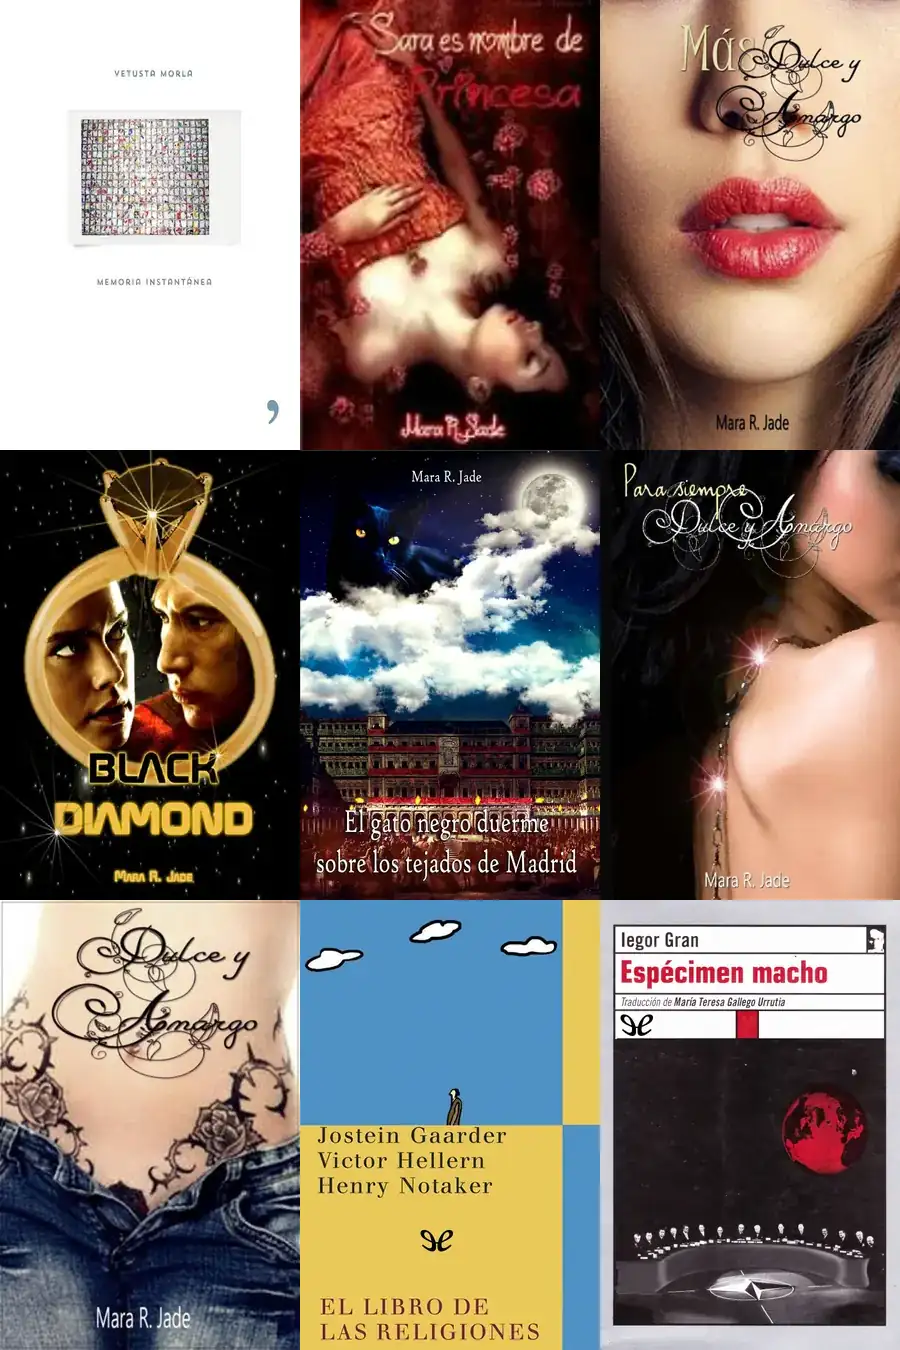 VETUSTA MORLA
MEMORIA INSTANTÁNEA
Sara es nombre de
Princesa
Mara R. Jade
Más
Dulce y
Amargo
Mara R. Jade
BLACK
DIAMOND
MARA R. JADE
Mara R. Jade
El gato negro duerme
sobre los tejados de Madrid
Para siempre
Dulce y Amargo
Mara R. Jade
Dulce y
Amargo
Mara R. Jade
Jostein Gaarder
Victor Hellern
Henry Notaker
EL LIBRO DE
LAS RELIGIONES
Iegor Gran
Espécimen macho
Traducción de María Teresa Gallego Urrutia